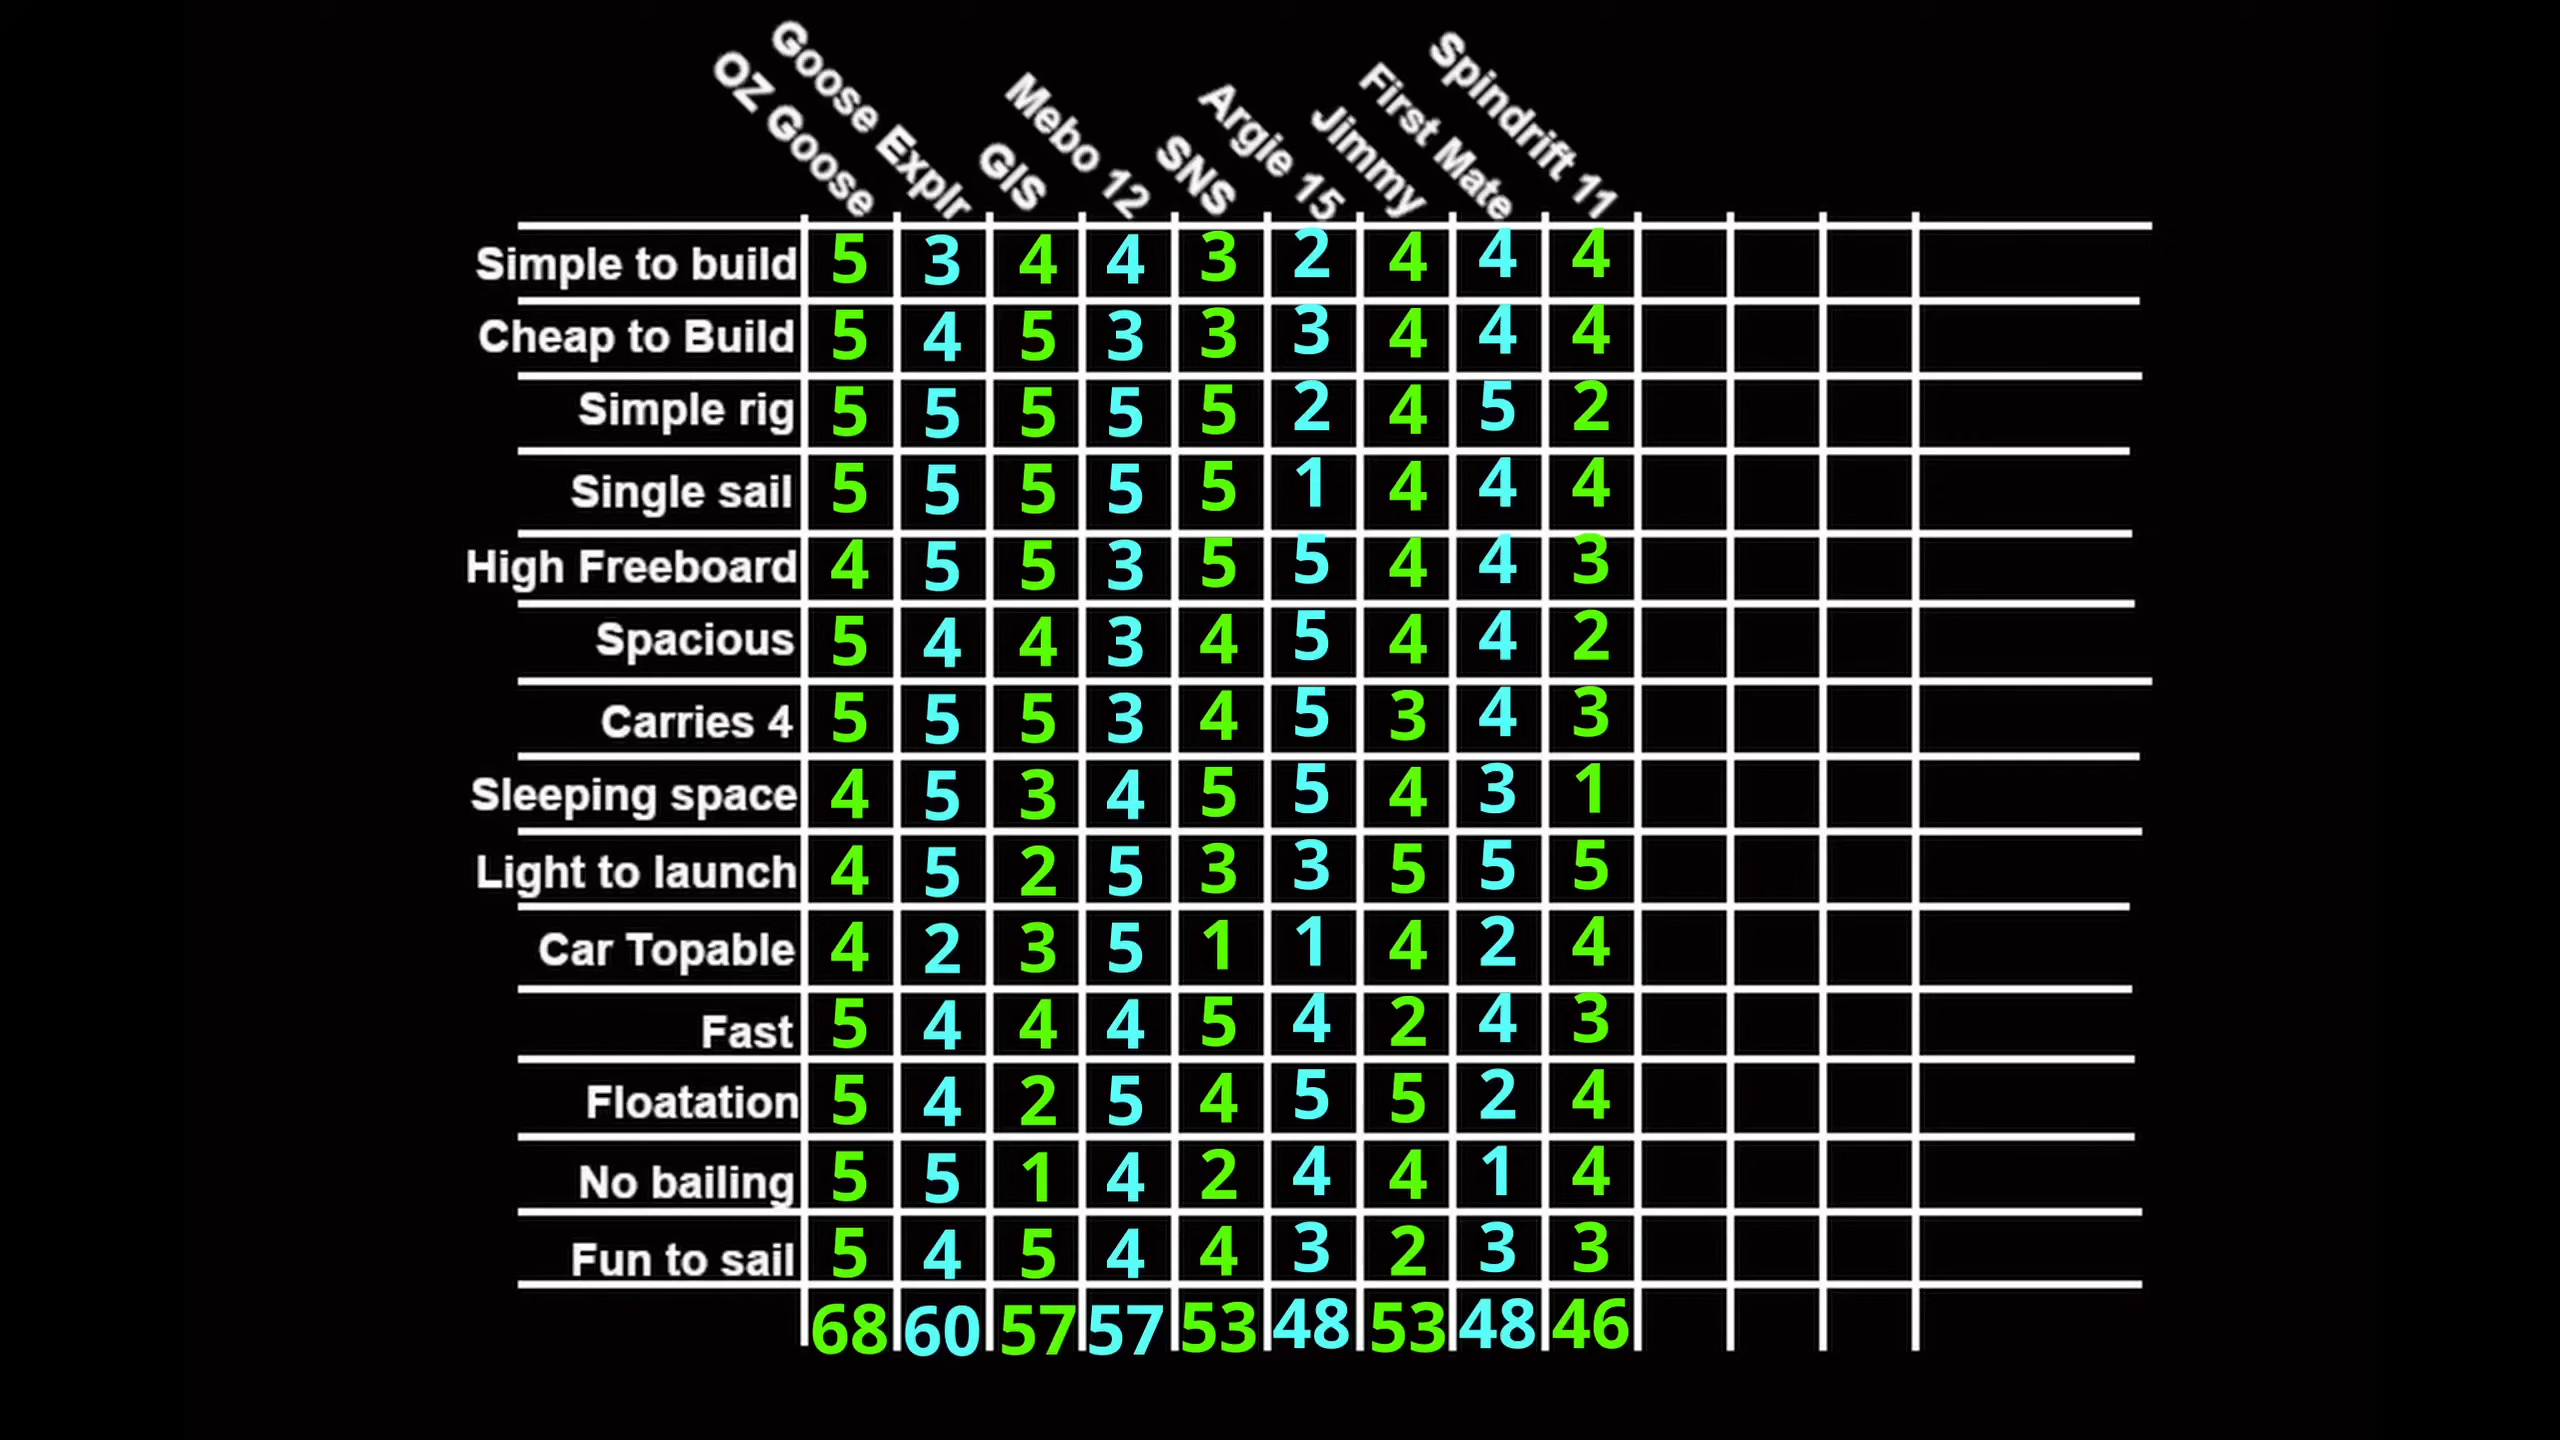 OZ Goose
Goose Explr
GIS
Mebo 12
SNS
Argie 15
Jimmy
First Mate
Spindrift 11
Simple to build 5 3 4 4 3 2 4 4 4
Cheap to Build 5 4 5 3 3 3 4 4 4
Simple rig 5 5 5 5 5 2 4 5 2
Single sail 5 5 5 5 5 1 4 4 4
High Freeboard 4 5 5 3 5 5 4 4 3
Spacious 5 4 4 3 4 5 4 4 2
Carries 4 5 5 5 3 4 5 3 4 3
Sleeping space 4 5 3 4 5 5 4 3 1
Light to launch 4 5 2 5 3 3 5 5 5
Car Topable 4 2 3 5 1 1 4 2 4
Fast 5 4 4 4 5 4 2 4 3
Floatation 5 4 2 5 4 5 5 2 4
No bailing 5 5 1 4 2 4 4 1 4
Fun to sail 5 4 5 4 4 3 2 3 3
68 60 57 57 53 48 53 48 46